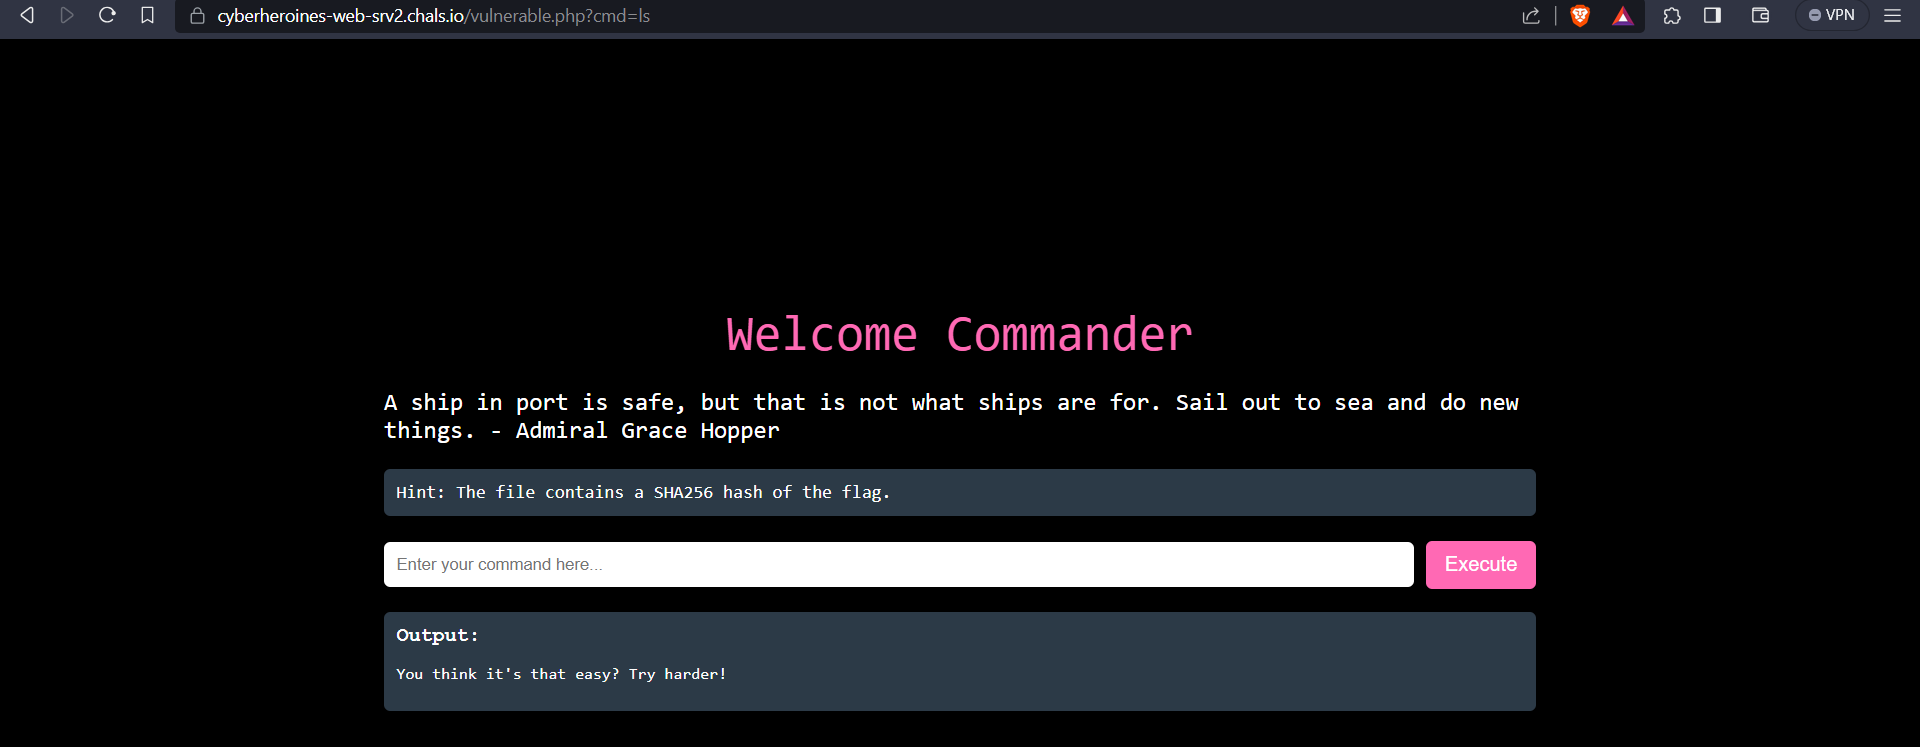 cyberheroines-web-srv2.chals.io/vulnerable.php?cmd=ls
VPN
Welcome Commander
A ship in port is safe, but that is not what ships are for. Sail out to sea and do new
things. - Admiral Grace Hopper
Hint: The file contains a SHA256 hash of the flag.
Enter your command here...
Execute
Output:
You think it's that easy? Try harder!